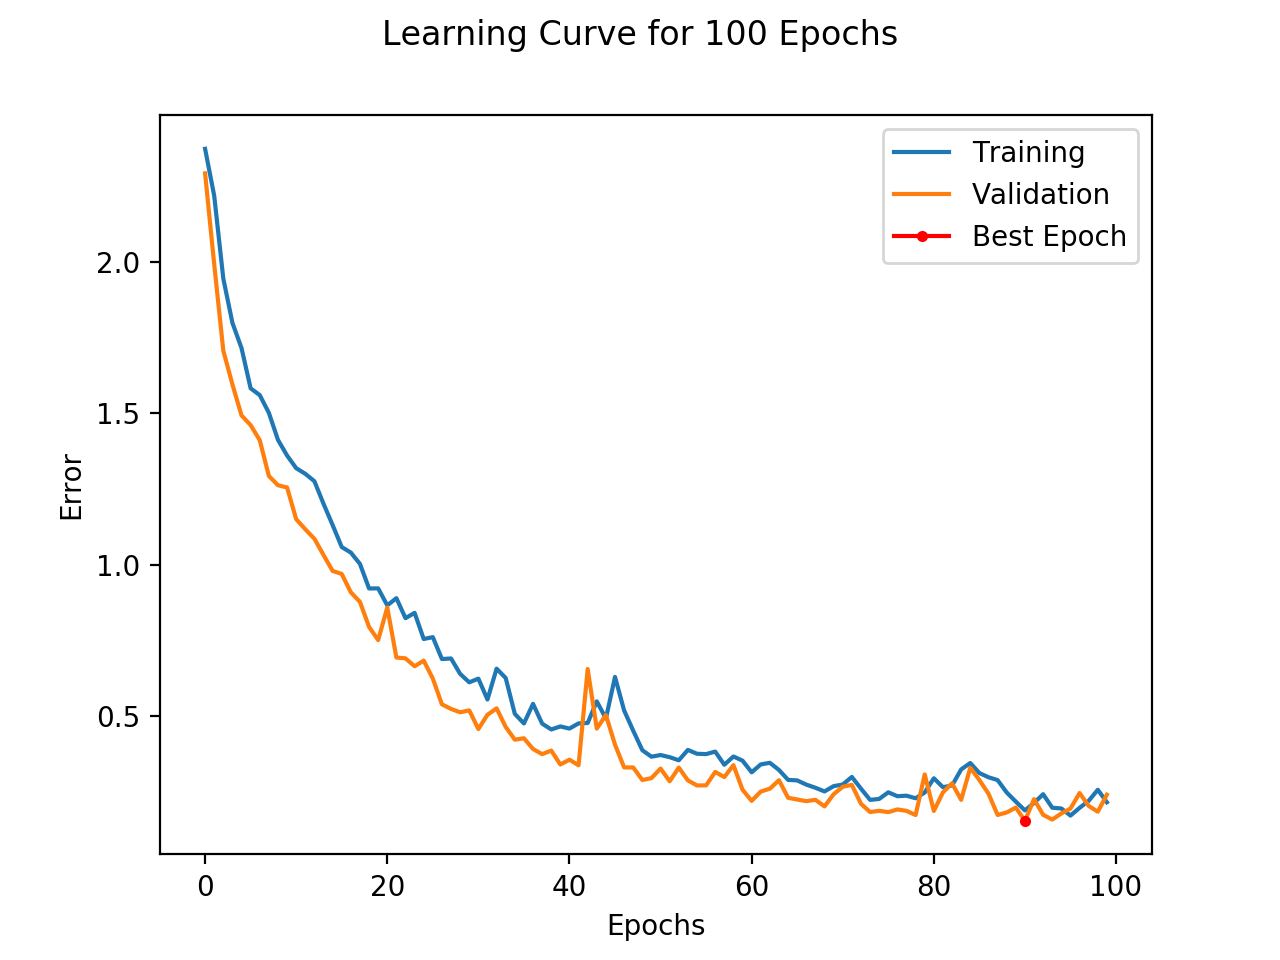 Learning Curve for 100 Epochs
Training
Validation
Best Epoch
2.0
1.5
1.0
0.5
Error
0 20 40 60 80 100
Epochs